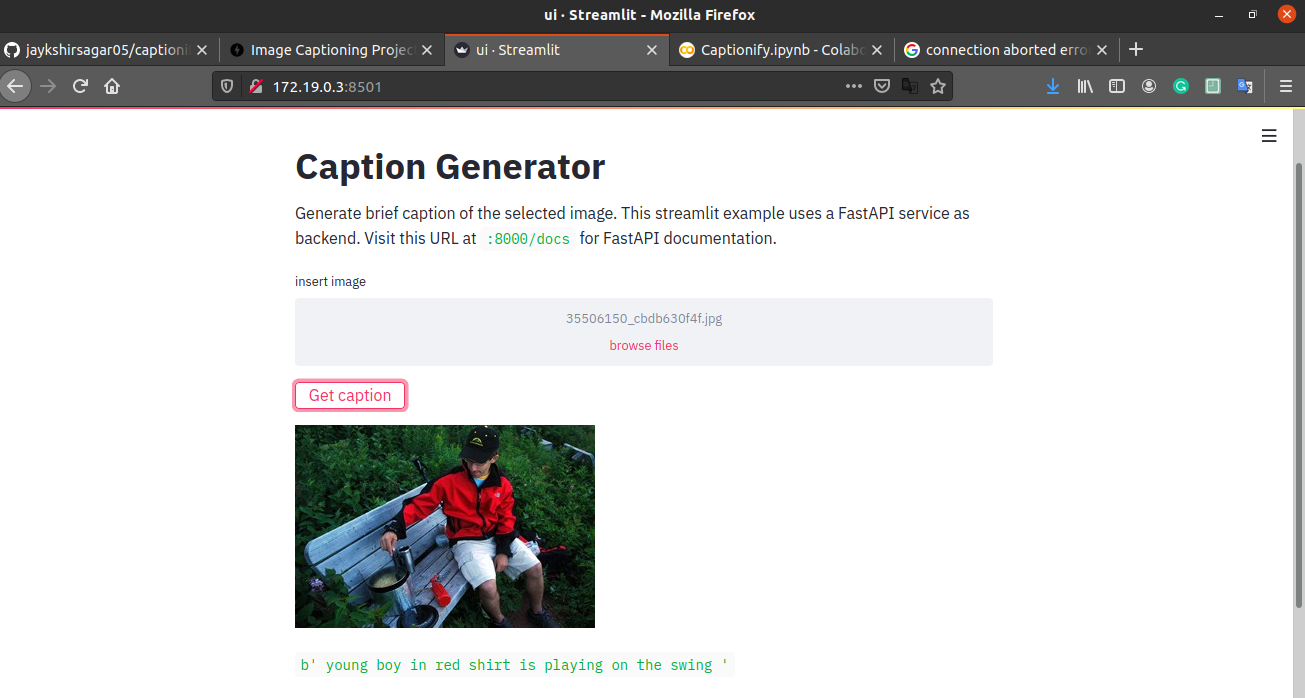 ui · Streamlit - Mozilla Firefox
jaykshirsagar05/captioni
Image Captioning Projec
ui · Streamlit
Captionify.ipynb - Colabo
connection aborted erro
172.19.0.3:8501
Caption Generator
Generate brief caption of the selected image. This streamlit example uses a FastAPI service as
backend. Visit this URL at :8000/docs for FastAPI documentation.
insert image
35506150_cbdb630f4f.jpg
browse files
Get caption
b' young boy in red shirt is playing on the swing '